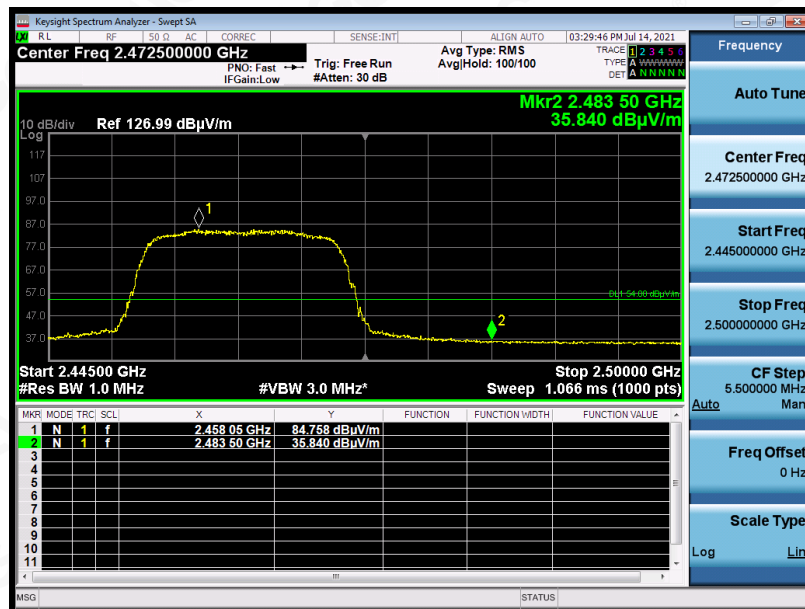 Keysight Spectrum Analyzer - Swept SA
LXI RL RF 50 Ω AC CORREC SENSE:INT ALIGN AUTO 03:29:46 PM Jul 14, 2021
Center Freq 2.472500000 GHz
PNO: Fast
IFGain:Low
Trig: Free Run
#Atten: 30 dB
Avg Type: RMS
Avg|Hold: 100/100
TRACE 1 2 3 4 5 6
TYPE A WWWWW
DET A N N N N N
Mkr2 2.483 50 GHz
35.840 dBµV/m
10 dB/div Ref 126.99 dBµV/m
Log
117
107
97.0
87.0
77.0
67.0
57.0
47.0
37.0
1
2
DL1 54.00 dBµV/m
Start 2.44500 GHz Stop 2.50000 GHz
#Res BW 1.0 MHz #VBW 3.0 MHz* Sweep 1.066 ms (1000 pts)
MKR MODE TRC SCL X Y FUNCTION FUNCTION WIDTH FUNCTION VALUE
1 N 1 f 2.458 05 GHz 84.758 dBµV/m
2 N 1 f 2.483 50 GHz 35.840 dBµV/m
3
4
5
6
7
8
9
10
11
MSG STATUS
Frequency
Auto Tune
Center Freq
2.472500000 GHz
Start Freq
2.445000000 GHz
Stop Freq
2.500000000 GHz
CF Step
5.500000 MHz
Auto Man
Freq Offset
0 Hz
Scale Type
Log Lin